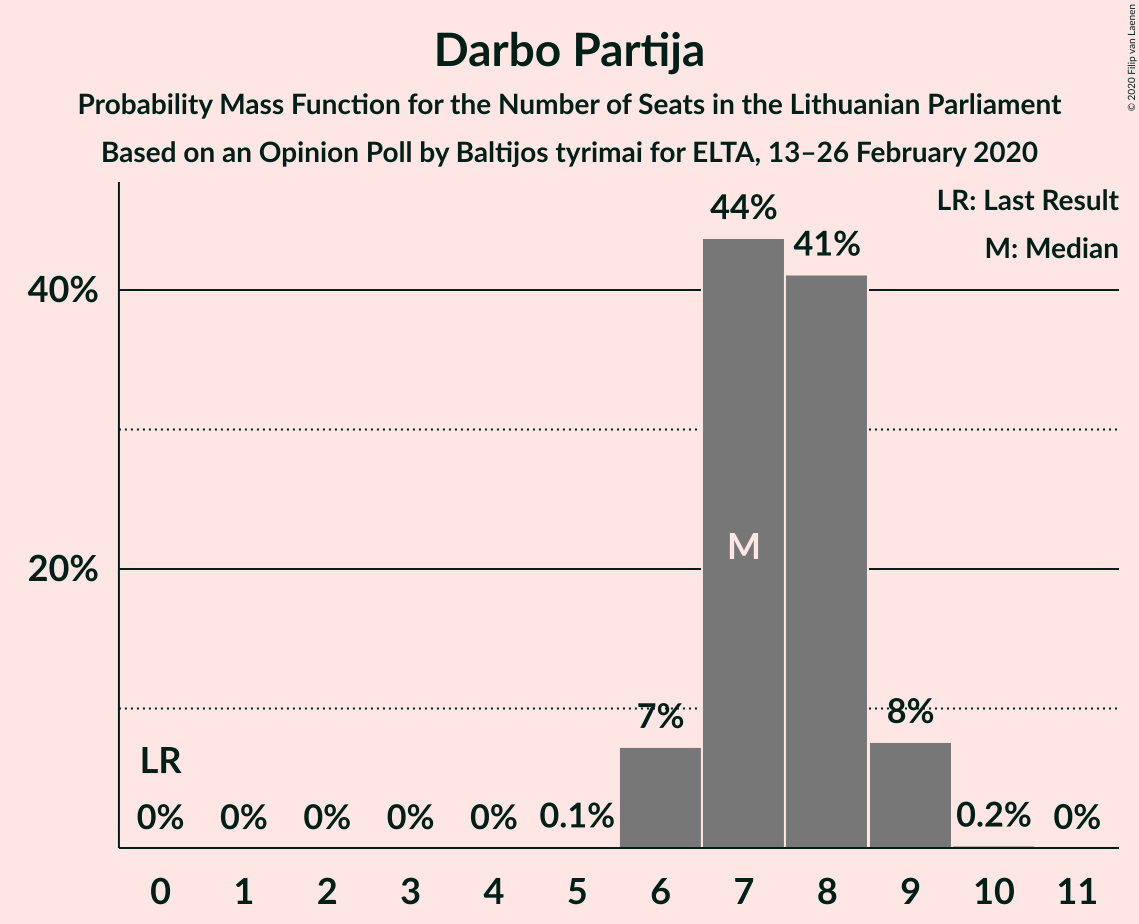 Darbo Partija
Probability Mass Function for the Number of Seats in the Lithuanian Parliament
Based on an Opinion Poll by Baltijos tyrimai for ELTA, 13–26 February 2020
© 2020 Filip van Laenen
LR: Last Result
M: Median
44%
41%
40%
M
20%
7%
8%
LR
0%
0%
0%
0%
0%
0.1%
0.2%
0%
0 1 2 3 4 5 6 7 8 9 10 11